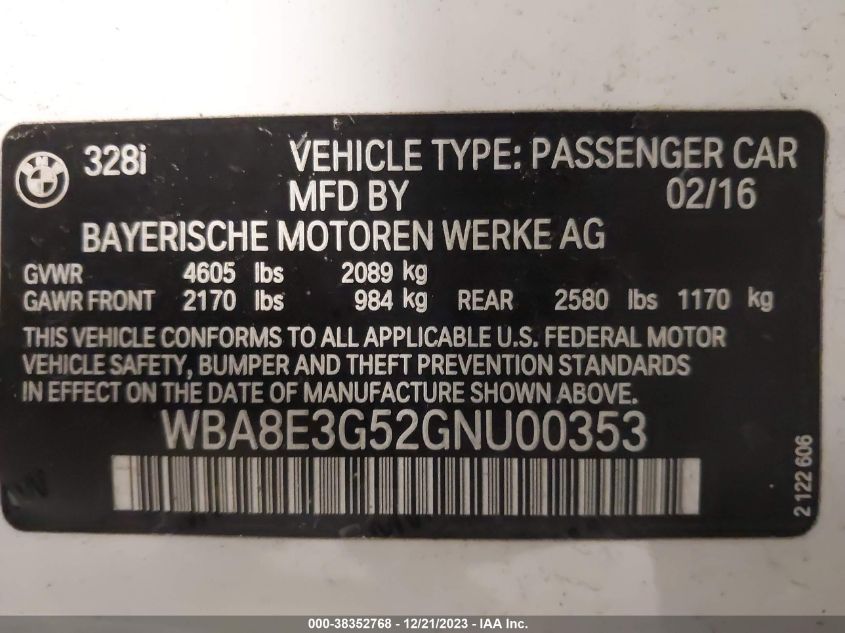 328i VEHICLE TYPE: PASSENGER CAR
MFD BY 02/16
BAYERISCHE MOTOREN WERKE AG
GVWR 4605 lbs 2089 kg
GAWR FRONT 2170 lbs 984 kg REAR 2580 lbs 1170 kg
THIS VEHICLE CONFORMS TO ALL APPLICABLE U.S. FEDERAL MOTOR
VEHICLE SAFETY, BUMPER AND THEFT PREVENTION STANDARDS
IN EFFECT ON THE DATE OF MANUFACTURE SHOWN ABOVE.
WBA8E3G52GNU00353
2 122 606
000-38352768 - 12/21/2023 - IAA Inc.